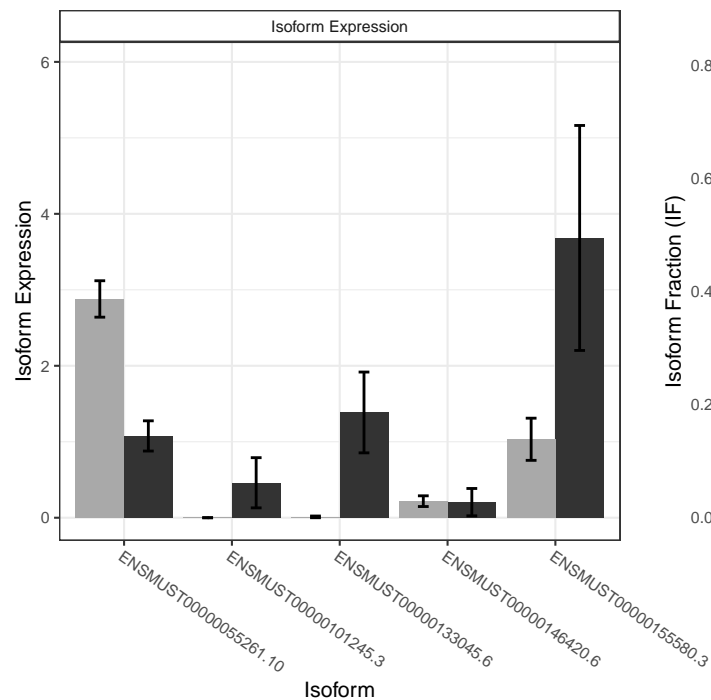 Isoform Expression
Isoform Expression
6
4
2
0
ENSMUST00000055261.10
ENSMUST00000101245.3
ENSMUST00000133045.6
ENSMUST00000146420.6
ENSMUST00000155580.3
Isoform
Isoform Fraction (IF)
0.8
0.6
0.4
0.2
0.0